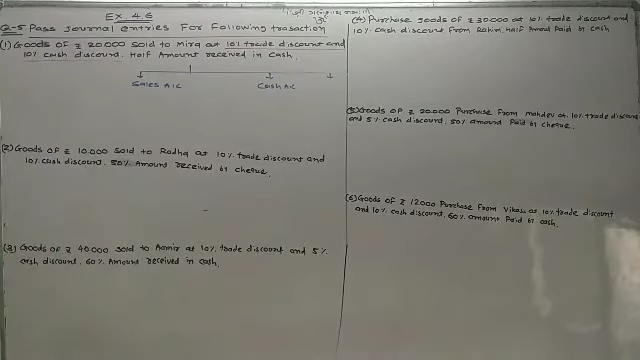 Ex. 4.6
Q-5 Pass Journal entries For Following trasaction
(1) Goods of ₹ 20,000 sold to Mira at 10% trade discount and
10% cash discound. Half Amount received in cash.
Sales A/c Cash A/c
(2) Goods of ₹ 10,000 sold to Radha at 10% trade discount and
10% cash discount. 50% Amount received by cheque.
(3) Goods of ₹ 40,000 sold to Aamir at 10% trade discount and 5%
cash discount. 60% Amount received in cash.
(4) Purchase goods of ₹ 30,000 at 10% trade discount and
10% cash discount from Rahim. Half Amount Paid by cash
(5) Goods of ₹ 20,000 Purchase From Mahdev at 10% trade discount
and 5% cash discount, 50% amount Paid by cheque.
(6) Goods of ₹ 12000 Purchase From Vikas at 10% trade discount
and 10% cash discount, 60% amount Paid by cash.